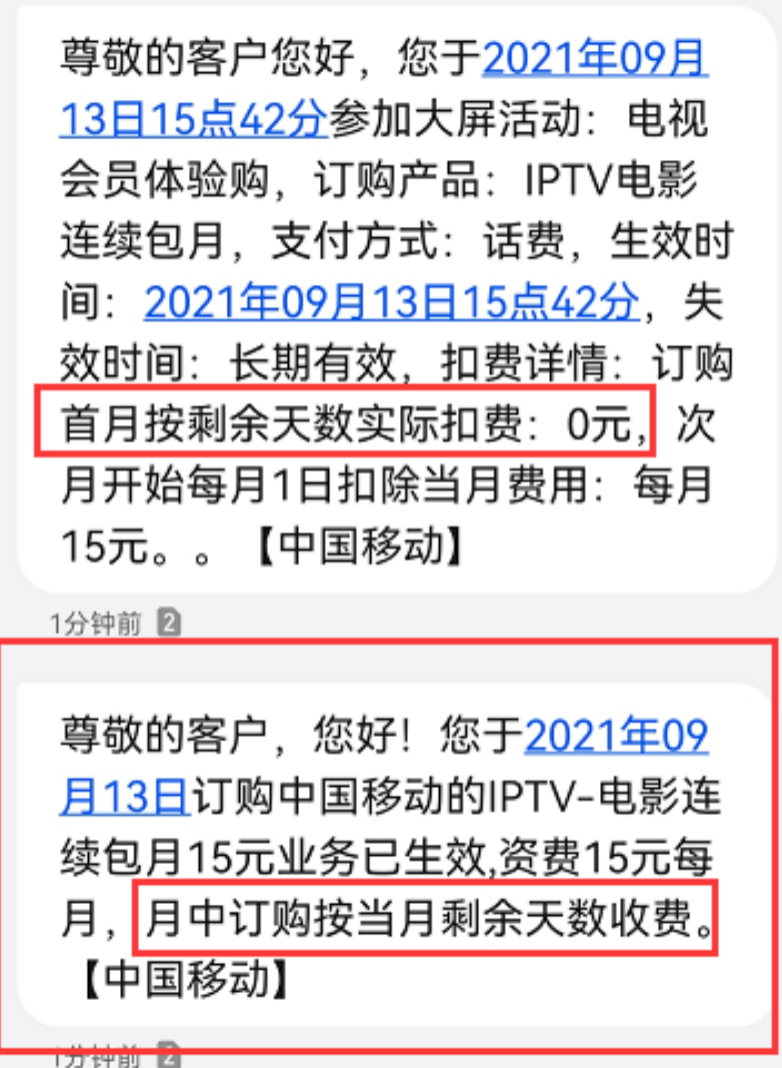 尊敬的客户您好，您于2021年09月
13日15点42分参加大屏活动：电视
会员体验购，订购产品：IPTV电影
连续包月，支付方式：话费，生效时
间：2021年09月13日15点42分，失
效时间：长期有效，扣费详情：订购
首月按剩余天数实际扣费：0元，次
月开始每月1日扣除当月费用：每月
15元。。【中国移动】
1分钟前 2
尊敬的客户，您好！您于2021年09
月13日订购中国移动的IPTV-电影连
续包月15元业务已生效,资费15元每
月，月中订购按当月剩余天数收费。
【中国移动】
1分钟前 2